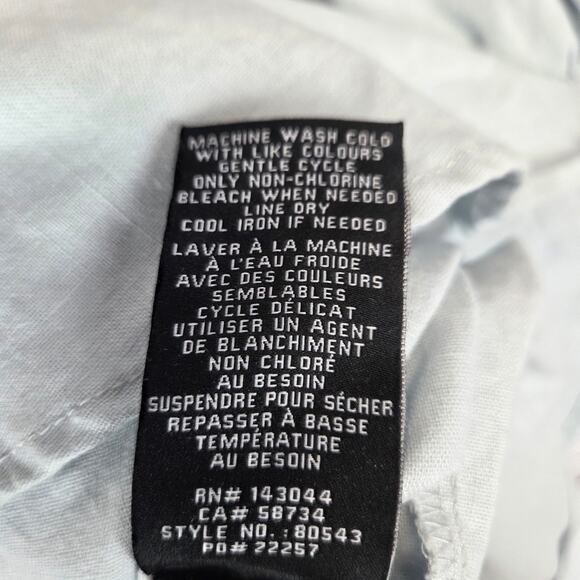 MACHINE WASH COLD
WITH LIKE COLOURS
GENTLE CYCLE
ONLY NON-CHLORINE
BLEACH WHEN NEEDED
LINE DRY
COOL IRON IF NEEDED
LAVER À LA MACHINE
À L'EAU FROIDE
AVEC DES COULEURS
SEMBLABLES
CYCLE DÉLICAT
UTILISER UN AGENT
DE BLANCHIMENT
NON CHLORÉ
AU BESOIN
SUSPENDRE POUR SÉCHER
REPASSER À BASSE
TEMPÉRATURE
AU BESOIN
RN# 143044
CA# 58734
STYLE NO.:80543
PO# 22257